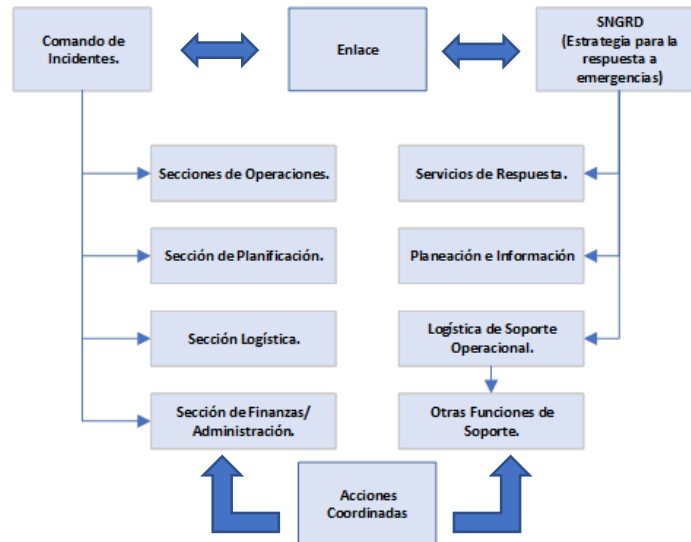 Comando de
Incidentes.
Enlace
SNGRD
(Estrategia para la
respuesta a
emergencias)
Secciones de Operaciones.
Servicios de Respuesta.
Sección de Planificación.
Planeación e Información
Sección Logística.
Logística de Soporte
Operacional.
Sección de Finanzas/
Administración.
Otras Funciones de
Soporte.
Acciones
Coordinadas